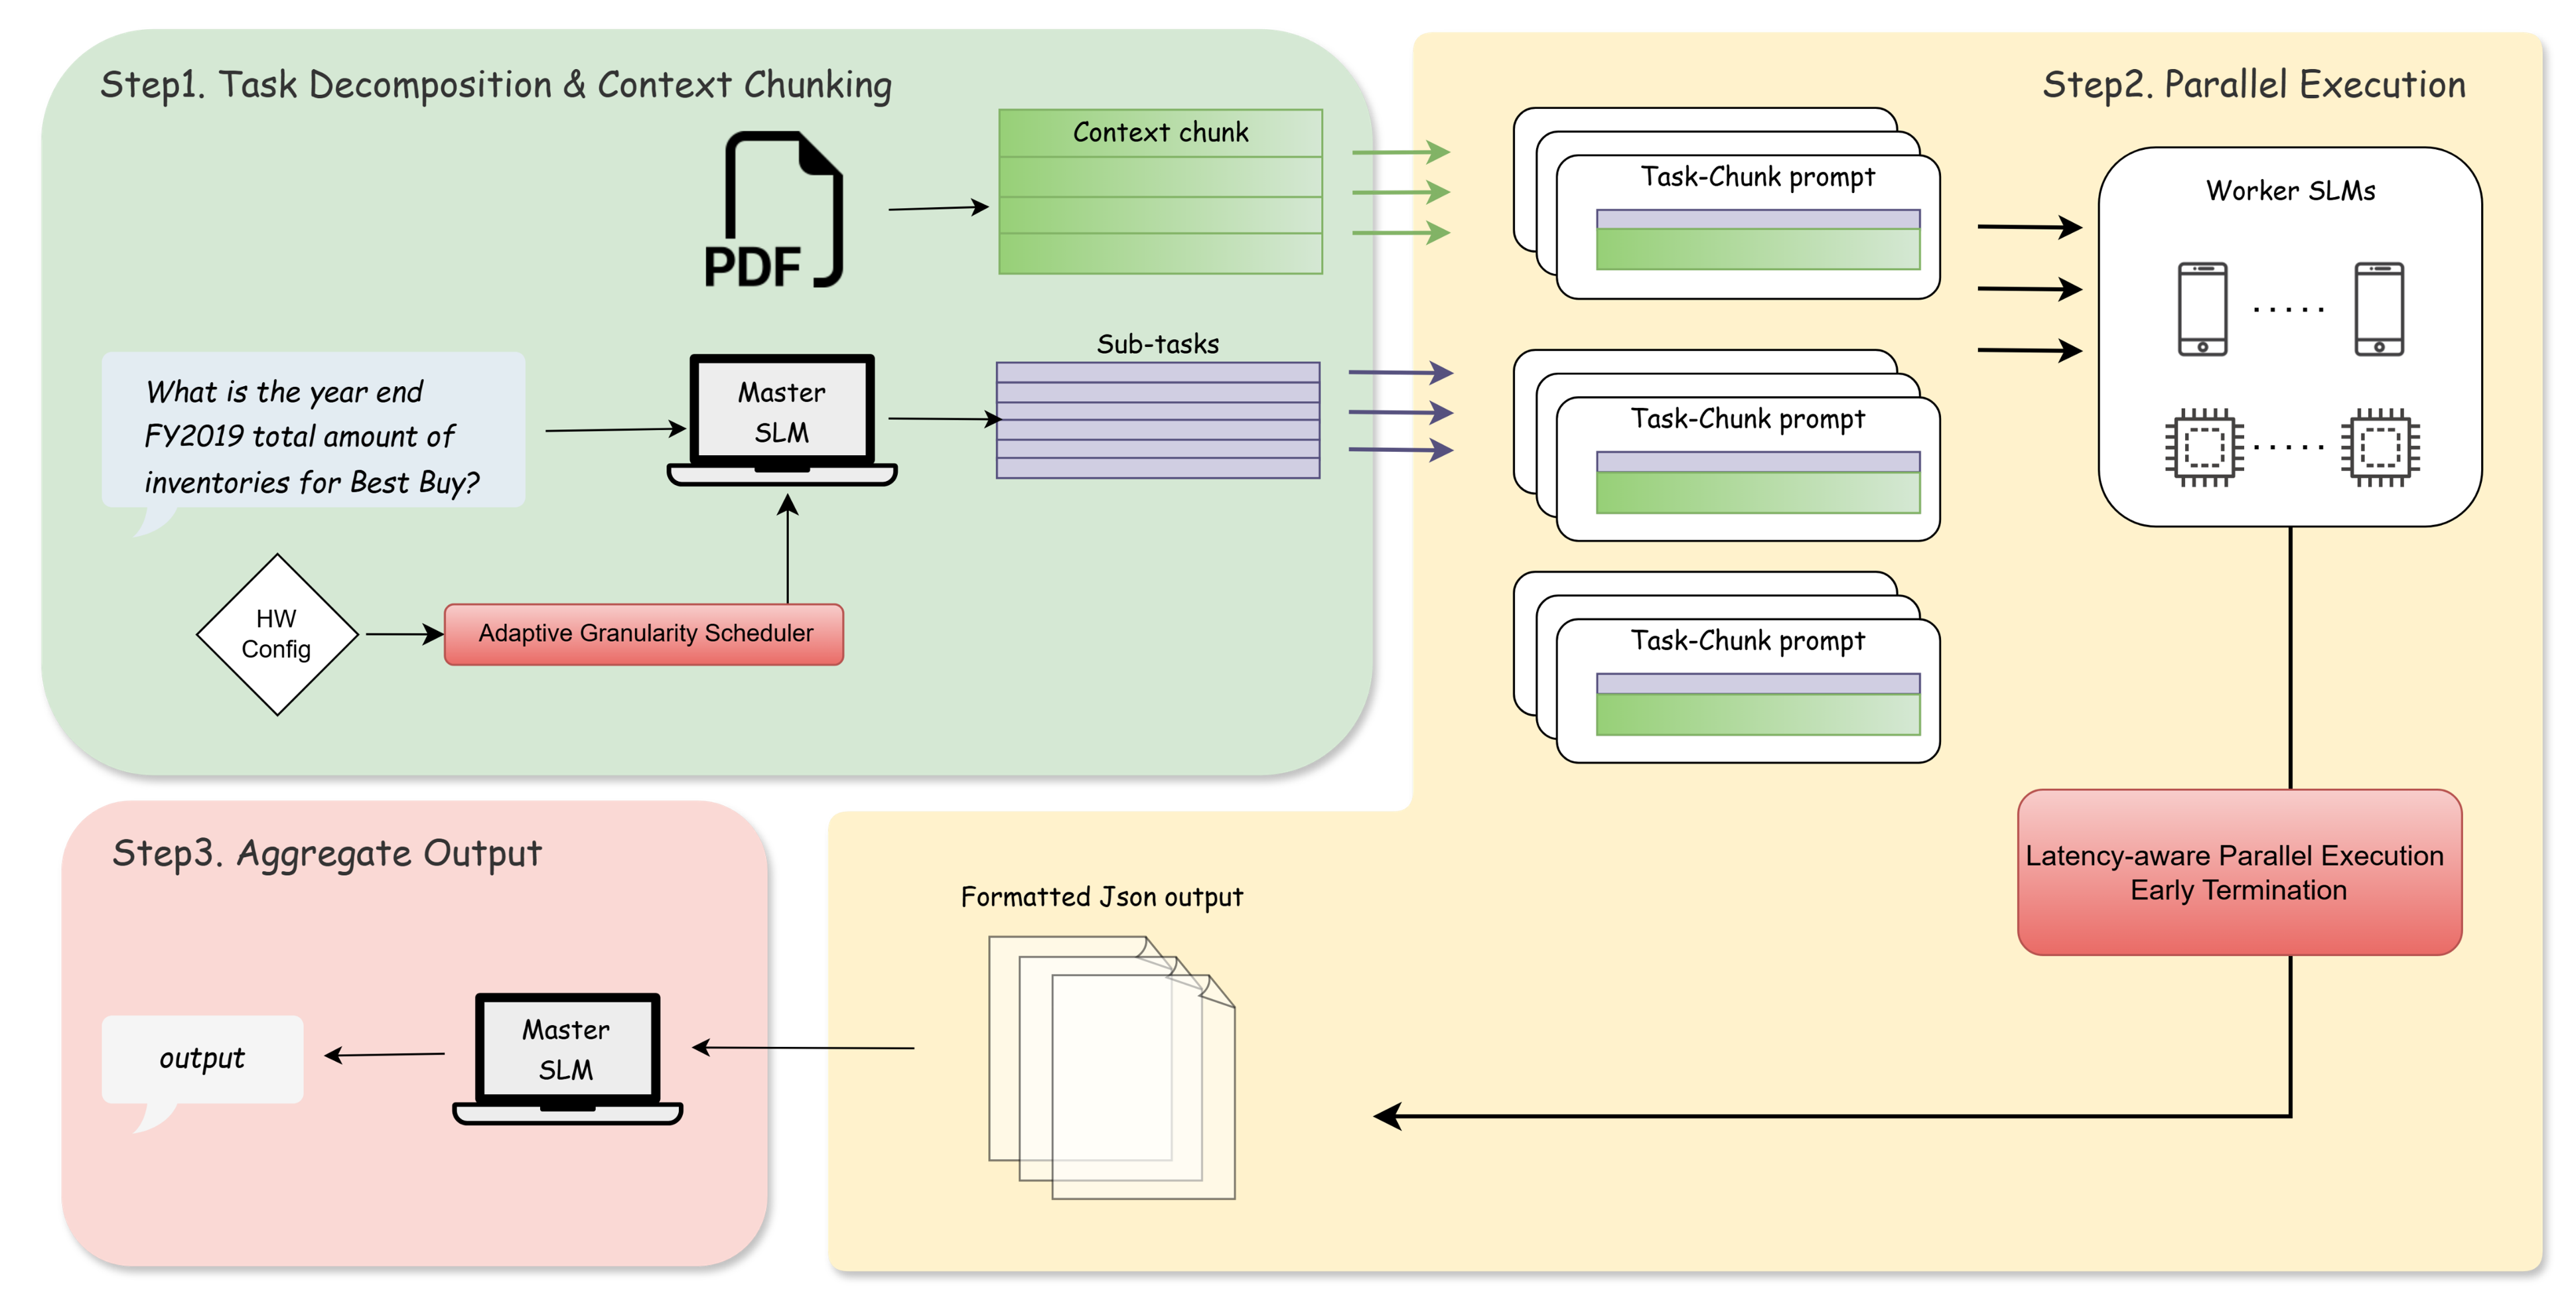 Step1. Task Decomposition & Context Chunking
PDF
Context chunk
What is the year end
FY2019 total amount of
inventories for Best Buy?
Master
SLM
Sub-tasks
HW
Config
Adaptive Granularity Scheduler
Step2. Parallel Execution
Task-Chunk prompt
Task-Chunk prompt
Task-Chunk prompt
Worker SLMs
Latency-aware Parallel Execution
Early Termination
Formatted Json output
Step3. Aggregate Output
Master
SLM
output